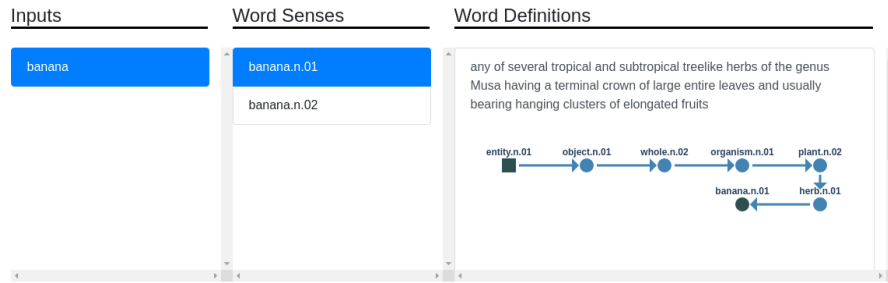 Inputs
Word Senses
Word Definitions
banana
banana.n.01
banana.n.02
any of several tropical and subtropical treelike herbs of the genus
Musa having a terminal crown of large entire leaves and usually
bearing hanging clusters of elongated fruits
entity.n.01 object.n.01 whole.n.02 organism.n.01 plant.n.02
banana.n.01 herb.n.01